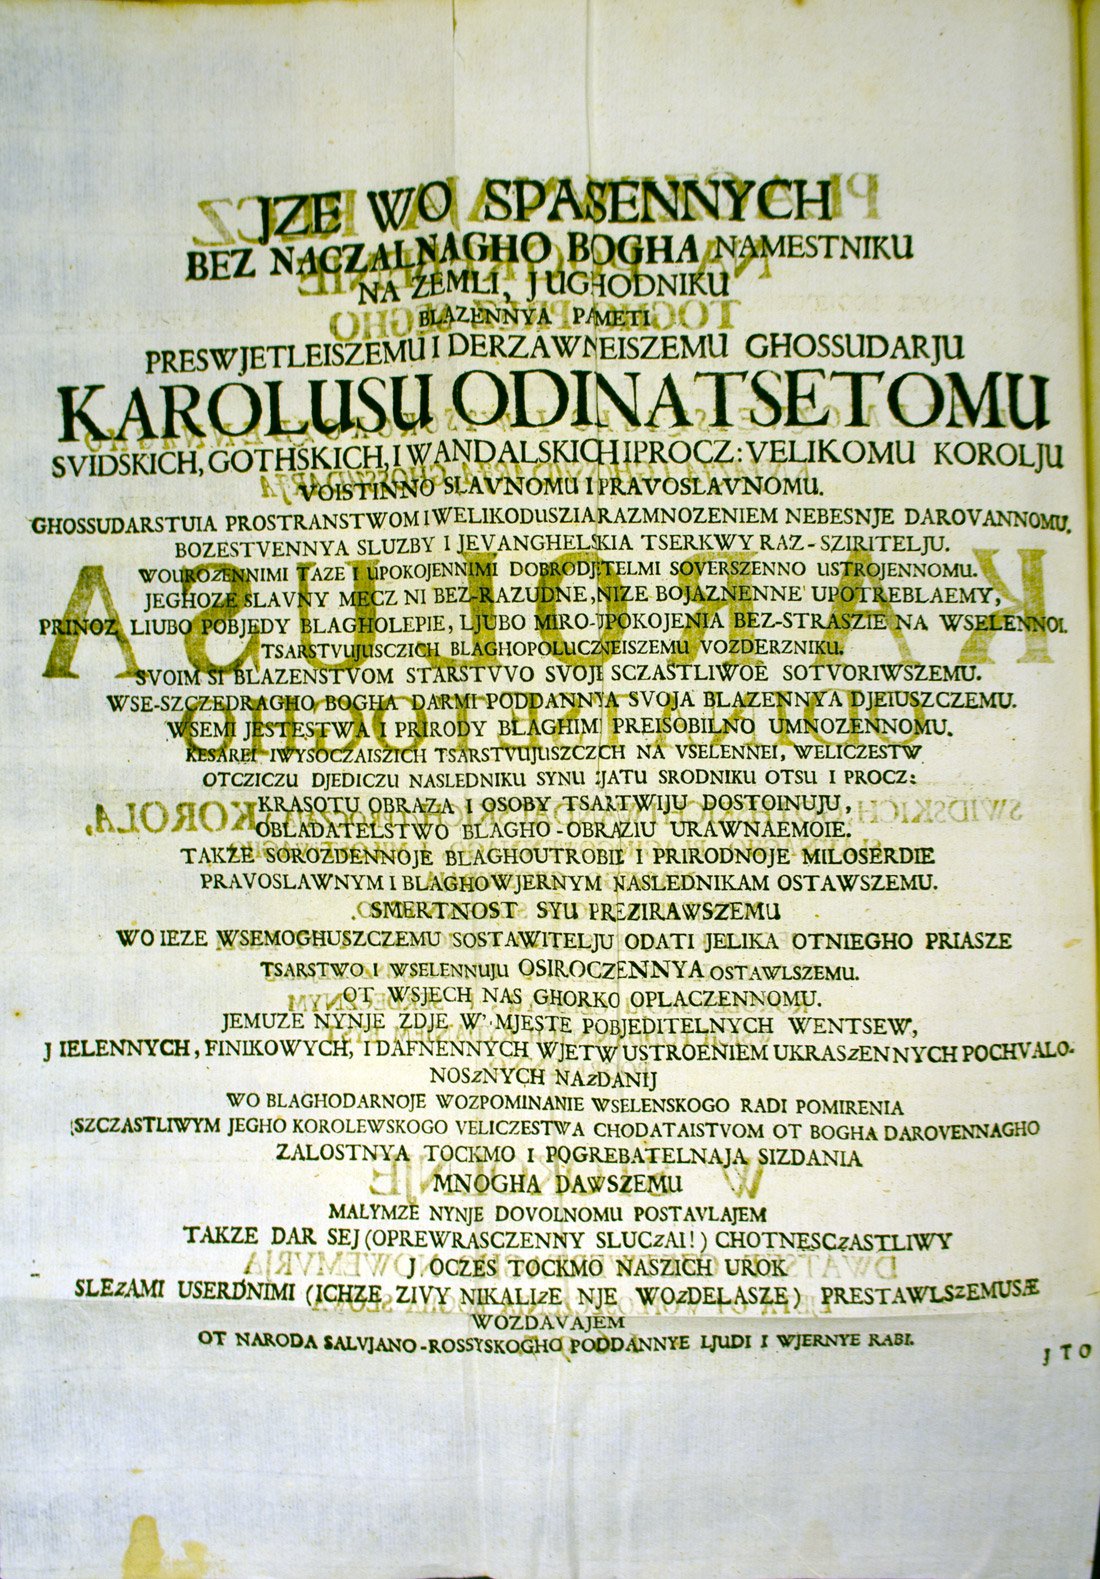 JZE WO SPASENNYCH
BEZ NACZALNAGHO BOGHA NAMESTNIKU
NA ZEMLI, JUGHODNIKU
BLAZENNYA PAMETI
PRESWJETLEISZEMU I DERZAWNEISZEMU GHOSSUDARJU
KAROLUSU ODINATSETOMU
SVIDSKICH, GOTHSKICH, I WANDALSKICH I PROCZ: VELIKOMU KOROLJU
VOISTINNO SLAVNOMU I PRAVOSLAVNOMU.
GHOSSUDARSTUIA PROSTRANSTWOM I WELIKODUSZIA RAZMNOZENIEM NEBESNJE DAROVANNOMU.
BOZESTVENNYA SLUZBY I JEVANGHELSKIA TSERKWY RAZ-SZIRITELJU.
WOUROZENNIMI TAZE I UPOKOJENNIMI DOBRODJETELMI SOVERSZENNO USTROJENNOMU.
JEGHOZE SLAVNY MECZ NI BEZ-RAZUDNE, NIZE BOJAZNENNE UPOTREBLAEMY,
PRINOZ LIUBO POBJEDY BLAGHOLEPIE, LJUBO MIRO-UPOKOJENIA BEZ-STRASZIE NA WSELENNOI.
TSARSTVUJUSCZICH BLAGHOPOLUCZNEISZEMU VOZDERZNIKU.
SVOIM SI BLAZENSTVOM STARSTVVO SVOJE SCZASTLIWOE SOTVORIWSZEMU.
WSE-SZCZEDRAGHO BOGHA DARMI PODDANNYA SVOJA BLAZENNYA DJEIUSZCZEMU.
WSEMI JESTESTWA I PRIRODY BLAGHIMI PREISOBILNO UMNOZENNOMU.
KESAREI IWYSOCZAISZICH TSARSTVUJUSZCZCH NA VSELENNEI, WELICZESTW
OTCZICZU DJEDICZU NASLEDNIKU SYNU ZJATU SRODNIKU OTSU I PROCZ:
KRASOTU OBRAZA I OSOBY TSARTWIJU DOSTOINUJU,
OBLADATELSTWO BLAGHO-OBRAZIU URAWNAEMOIE.
TAKŻE SOROZDENNOJE BLAGHOUTROBIE I PRIRODNOJE MILOSERDIE
PRAVOSLAWNYM I BLAGHOWJERNYM NASLEDNIKAM OSTAWSZEMU.
SMERTNOST SYU PREZIRAWSZEMU
WO IEZE WSEMOGHUSZCZEMU SOSTAWITELJU ODATI JELIKA OTNIEGHO PRIASZE
TSARSTWO I WSELENNUJU OSIROCZENNYA OSTAWLSZEMU.
OT WSJECH NAS GHORKO OPLACZENNOMU.
JEMUZE NYNJE ZDJE W' MJESTE POBJEDITELNYCH WENTSEW,
J IELENNYCH, FINIKOWYCH, I DAFNENNYCH WJETW USTROENIEM UKRASZENNYCH POCHVALO-
NOSZNYCH NAZDANIJ
WO BLAGHODARNOJE WOZPOMINANIE WSELENSKOGO RADI POMIRENIA
SZCZASTLIWYM JEGHO KOROLEWSKOGO VELICZESTWA CHODATAISTVOM OT BOGHA DAROVENNAGHO
ZALOSTNYA TOCKMO I POGREBATELNAJA SIZDANIA
MNOGHA DAWSZEMU
MAŁYMZE NYNJE DOVOLNOMU POSTAVLAJEM
TAKZE DAR SEJ (OPREWRASCZENNY SLUCZAI!) CHOTNESCZASTLIWY
J OCZES TOCKMO NASZICH UROK
SLEZAMI USERDNIMI (ICHZE ZIVY NIKALIZE NJE WOZDELASZE) PRESTAWLSZEMUSÆ
WOZDAVAJEM
OT NARODA SALVJANO-ROSSYSKOGHO PODDANNYE LJUDI I WJERNYE RABI.
JTO